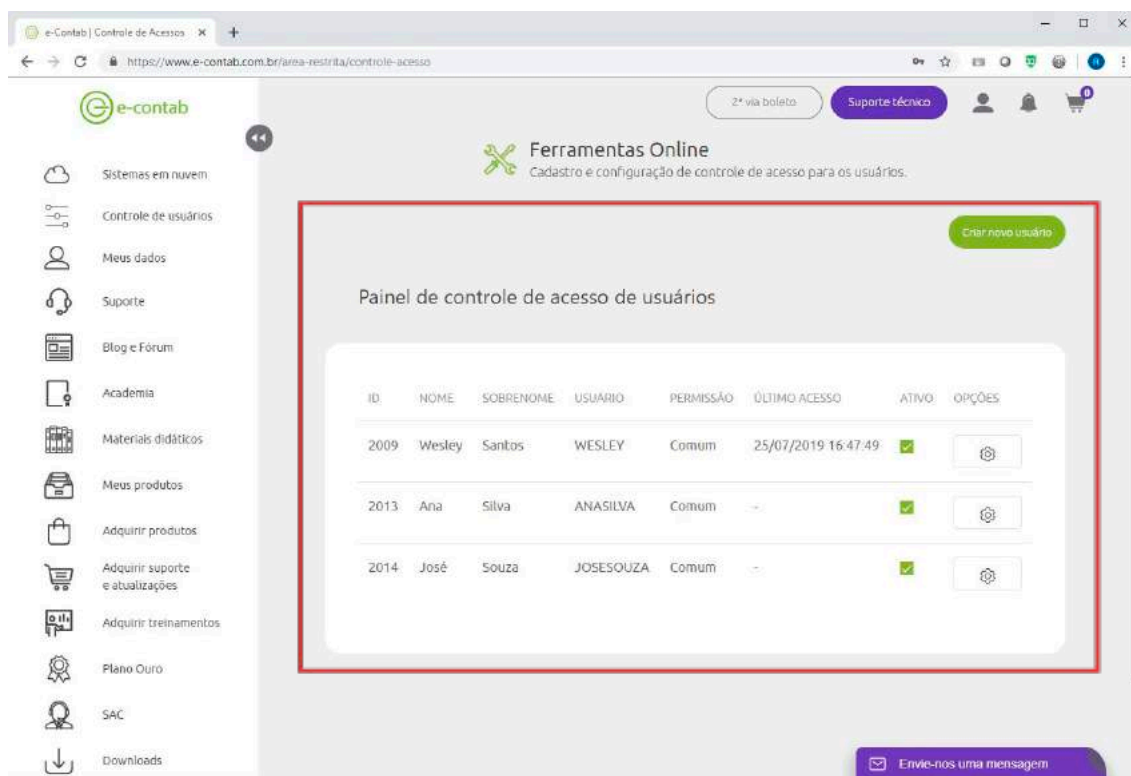 e-Contab | Controle de Acessos
https://www.e-contab.com.br/area-restrita/controle-acesso
e-contab
2ª via boleto
Suporte técnico
0
Ferramentas Online
Cadastro e configuração de controle de acesso para os usuários.
Sistemas em nuvem
Controle de usuários
Meus dados
Suporte
Blog e Fórum
Academia
Materiais didáticos
Meus produtos
Adquirir produtos
Adquirir suporte
e atualizações
Adquirir treinamentos
Plano Ouro
SAC
Downloads
Criar novo usuário
Painel de controle de acesso de usuários
ID NOME SOBRENOME USUÁRIO PERMISSÃO ÚLTIMO ACESSO ATIVO OPÇÕES
2009 Wesley Santos WESLEY Comum 25/07/2019 16:47:49
2013 Ana Silva ANASILVA Comum -
2014 José Souza JOSESOUZA Comum -
Envie-nos uma mensagem